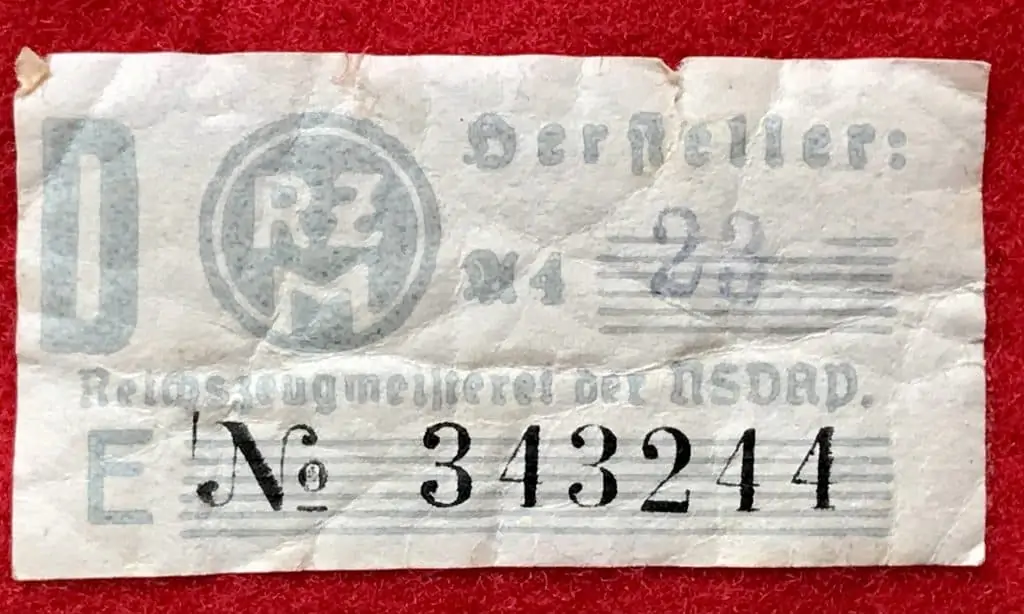 D
RZM
Hersteller:
M4 23
Reichszeugmeisterei der NSDAP.
E № 343244